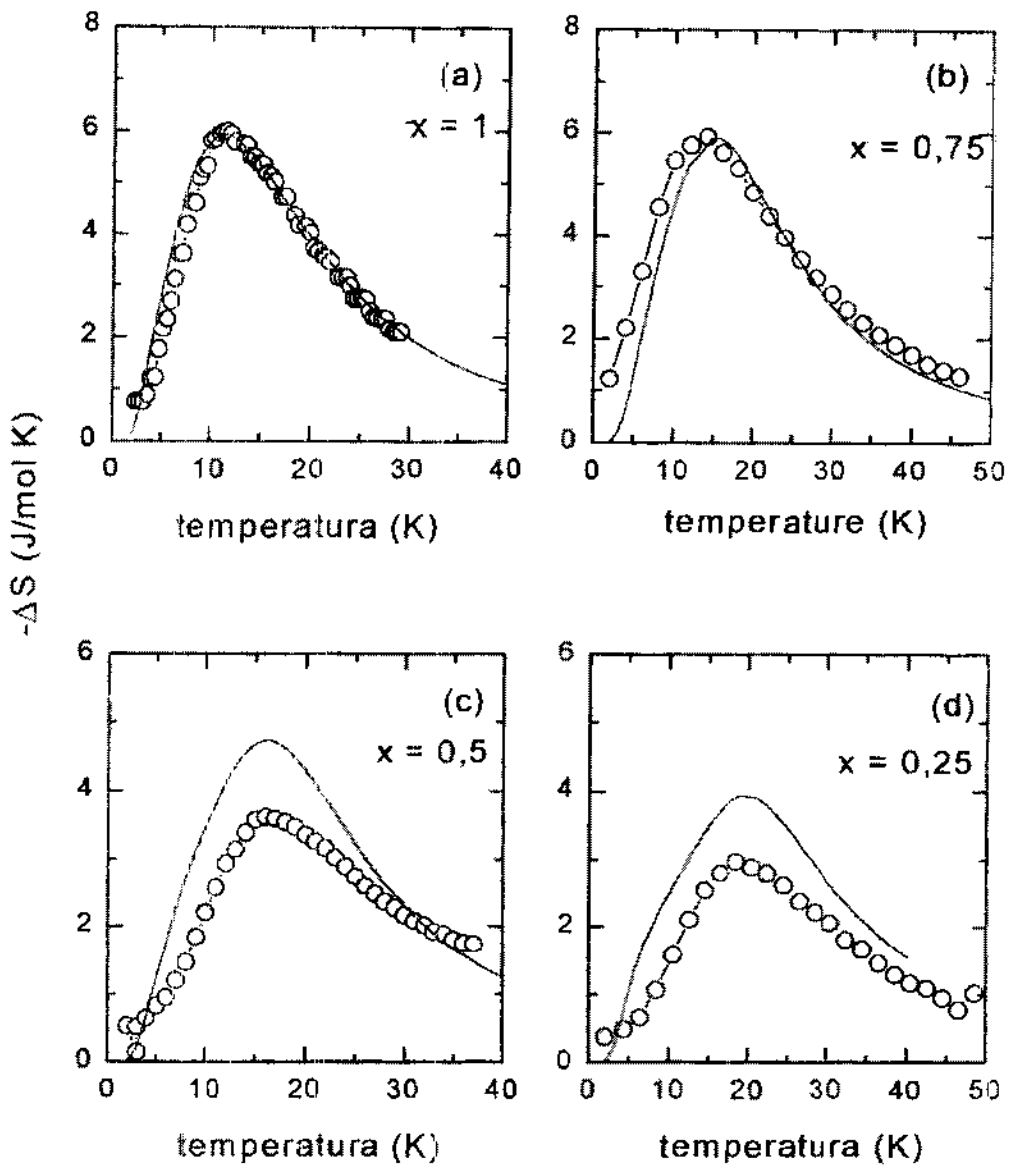 -ΔS (J/mol K)
8
6
4
2
0
(a)
x = 1
0 10 20 30 40
temperatura (K)
8
6
4
2
0
(b)
x = 0,75
0 10 20 30 40 50
temperature (K)
6
4
2
0
(c)
x = 0,5
0 10 20 30 40
temperatura (K)
6
4
2
0
(d)
x = 0,25
0 10 20 30 40 50
temperatura (K)